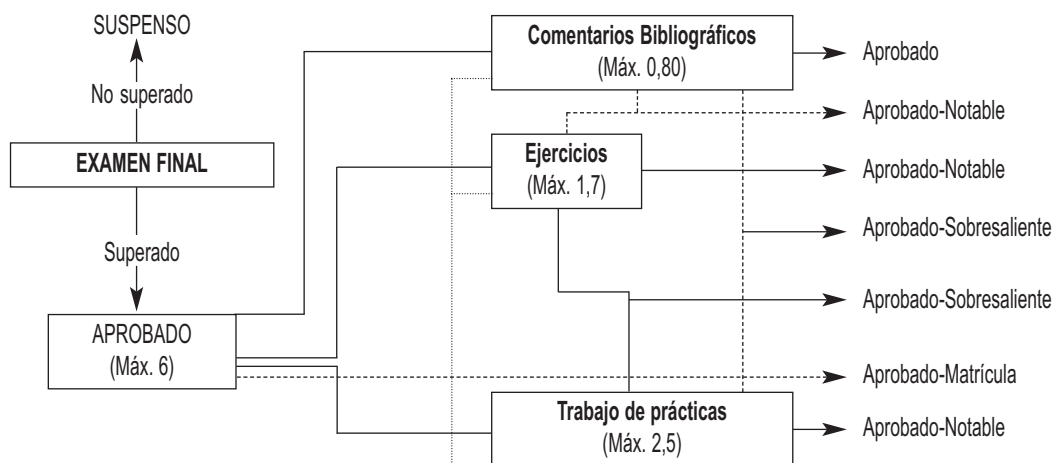 SUSPENSO
No superado
EXAMEN FINAL
Superado
APROBADO
(Máx. 6)
Comentarios Bibliográficos
(Máx. 0,80)
Ejercicios
(Máx. 1,7)
Trabajo de prácticas
(Máx. 2,5)
Aprobado
Aprobado-Notable
Aprobado-Notable
Aprobado-Sobresaliente
Aprobado-Sobresaliente
Aprobado-Matrícula
Aprobado-Notable